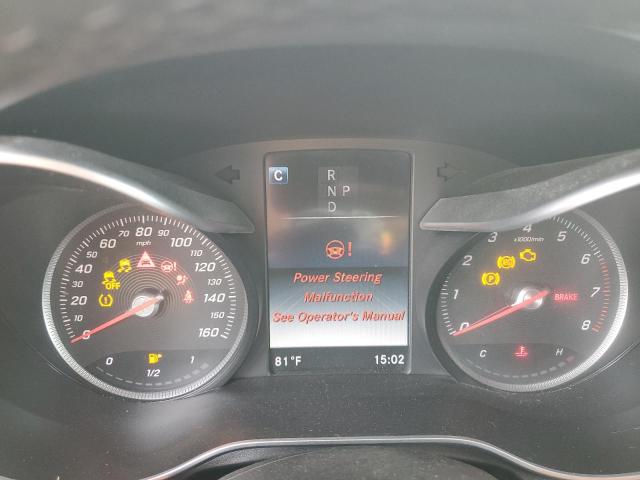 C
R
N P
D
Power Steering
Malfunction
See Operator's Manual
81°F
15:02
0
20
30
40
50
60
70
80
90
100
120
130
140
150
160
mph
OFF
0
1/2
1
0
1
2
3
4
5
6
7
8
x1000/min
P
BRAKE
C
H